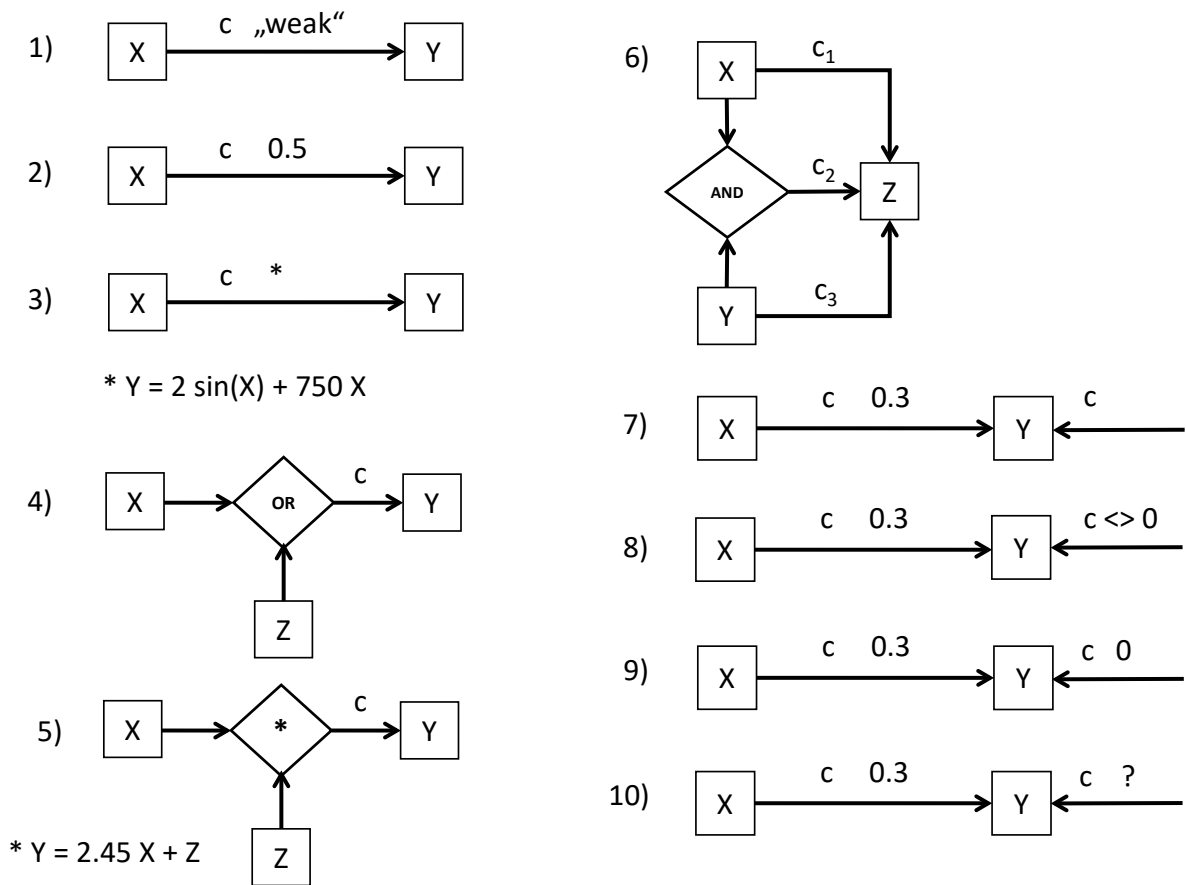 1) X c „weak“ Y
2) X c 0.5 Y
3) X c * Y
* Y = 2 sin(X) + 750 X
4) X OR c Y
Z
5) X * c Y
Z
* Y = 2.45 X + Z
6) X c1
AND c2 Z
Y c3
7) X c 0.3 Y c
8) X c 0.3 Y c <> 0
9) X c 0.3 Y c 0
10) X c 0.3 Y c ?